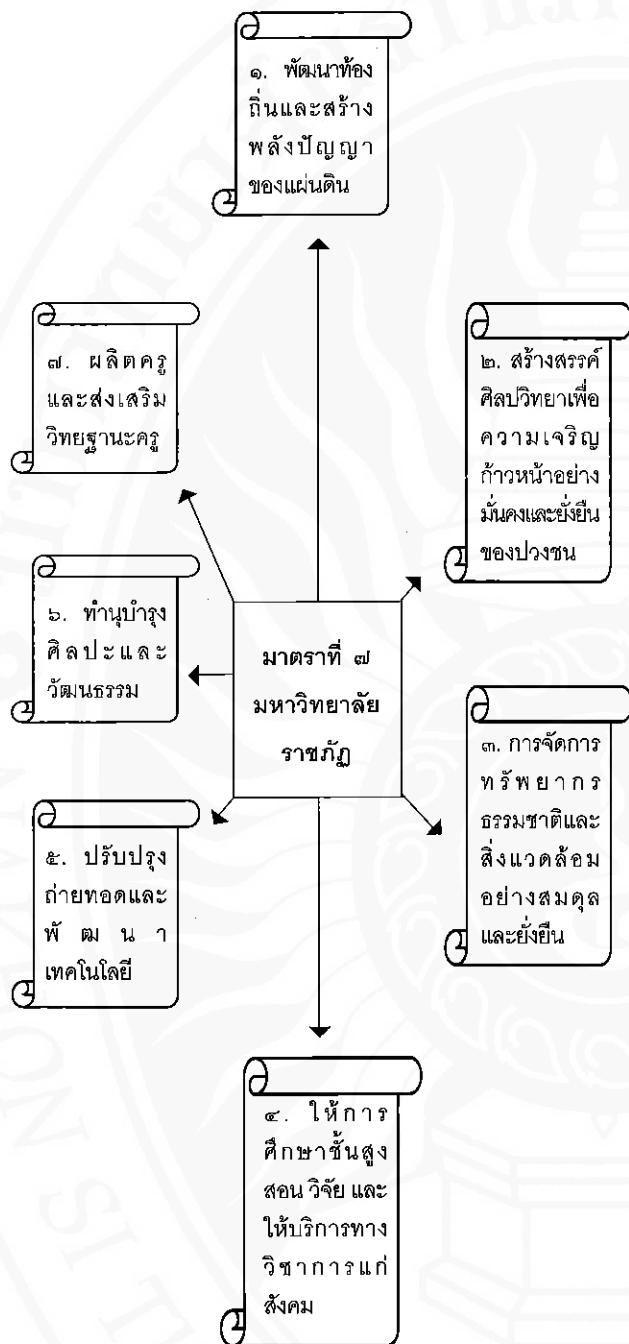 ๑. พัฒนาท้อง
ถิ่นและสร้าง
พลังปัญญา
ของแผ่นดิน
๒. สร้างสรรค์
ศิลปวิทยาเพื่อ
ความเจริญ
ก้าวหน้าอย่าง
มั่นคงและยั่งยืน
ของปวงชน
๓. การจัดการ
ทรัพยากร
ธรรมชาติและ
สิ่งแวดล้อม
อย่างสมดุล
และยั่งยืน
๔. ให้การ
ศึกษาชั้นสูง
สอน วิจัย และ
ให้บริการทาง
วิชาการแก่
สังคม
๕. ปรับปรุง
ถ่ายทอดและ
พัฒนา
เทคโนโลยี
๖. ทำนุบำรุง
ศิลปะและ
วัฒนธรรม
๗. ผลิตครู
และส่งเสริม
วิทยฐานะครู
มาตราที่ ๗
มหาวิทยาลัย
ราชภัฏ